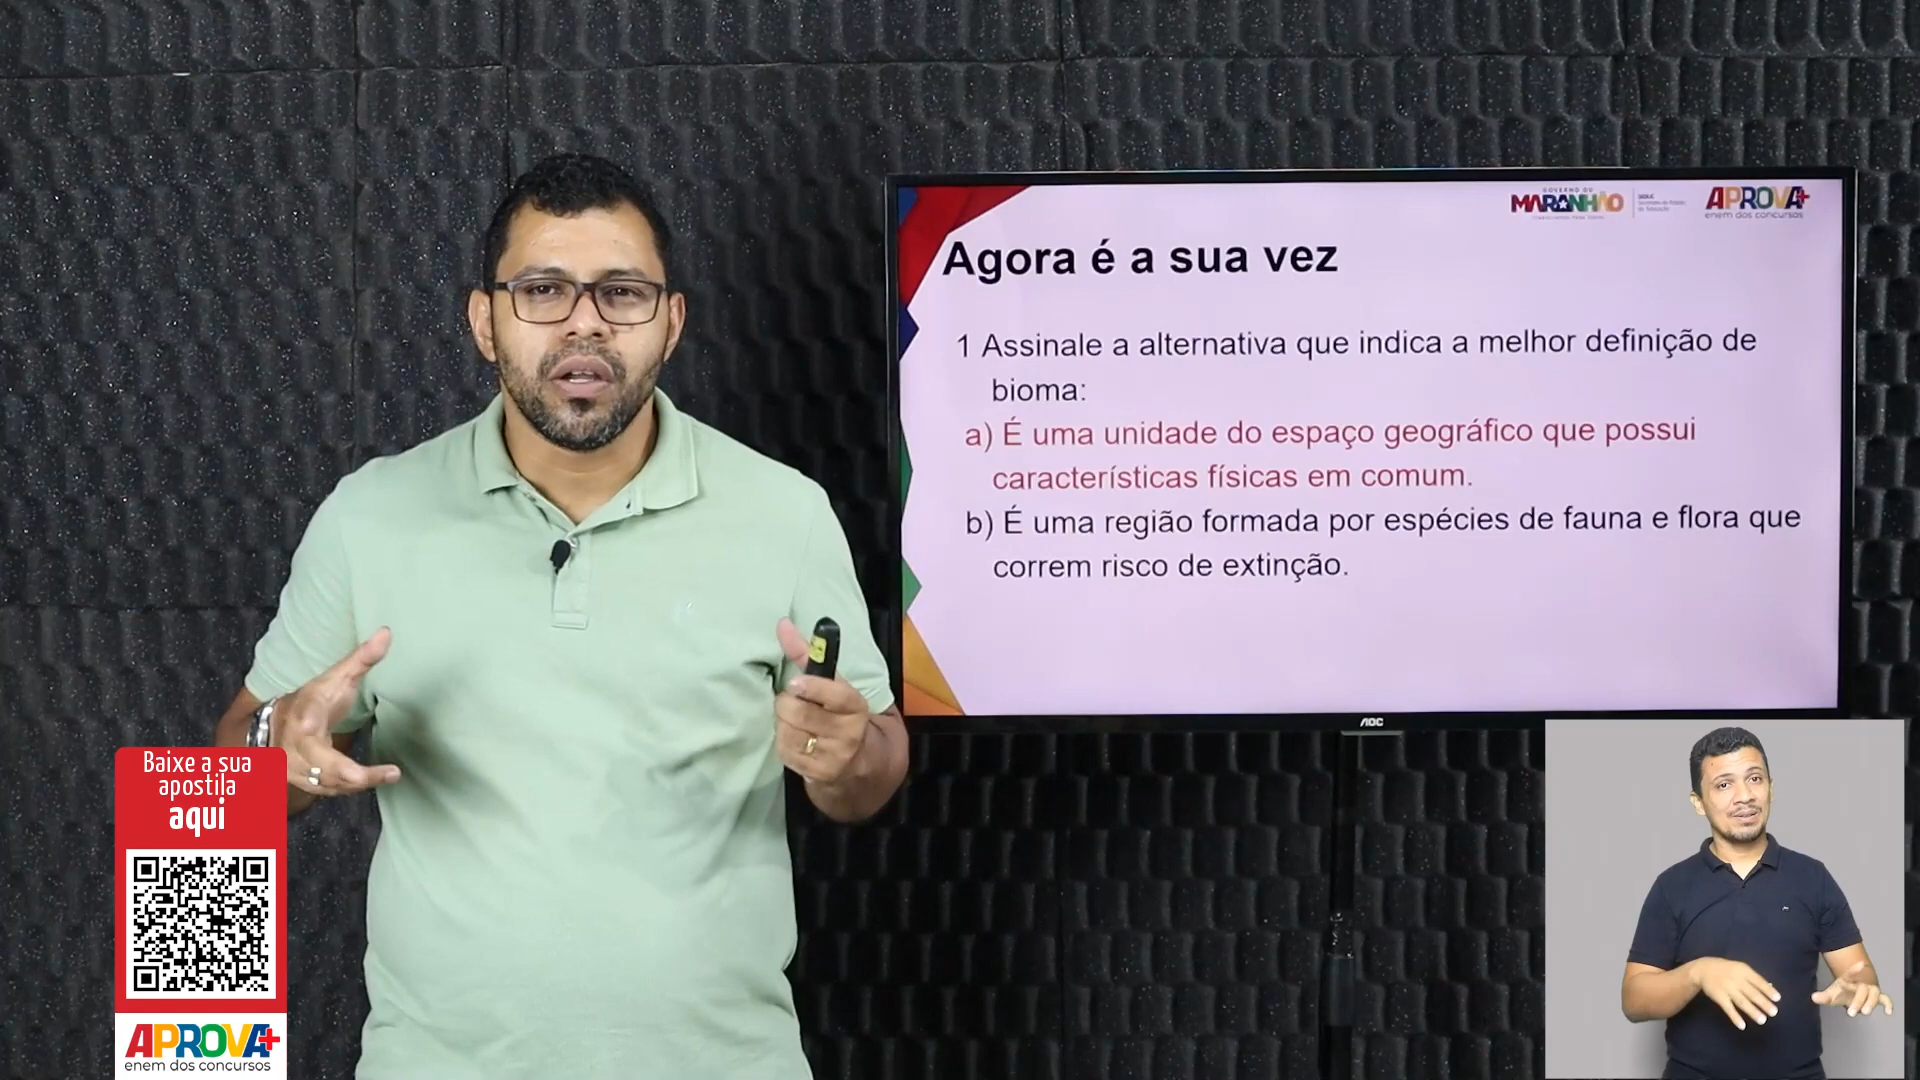 GOVERNO DO
MARANHÃO
APROVA+
enem dos concursos
Agora é a sua vez
1 Assinale a alternativa que indica a melhor definição de
bioma:
a) É uma unidade do espaço geográfico que possui
características físicas em comum.
b) É uma região formada por espécies de fauna e flora que
correm risco de extinção.
AOC
Baixe a sua
apostila
aqui
APROVA+
enem dos concursos